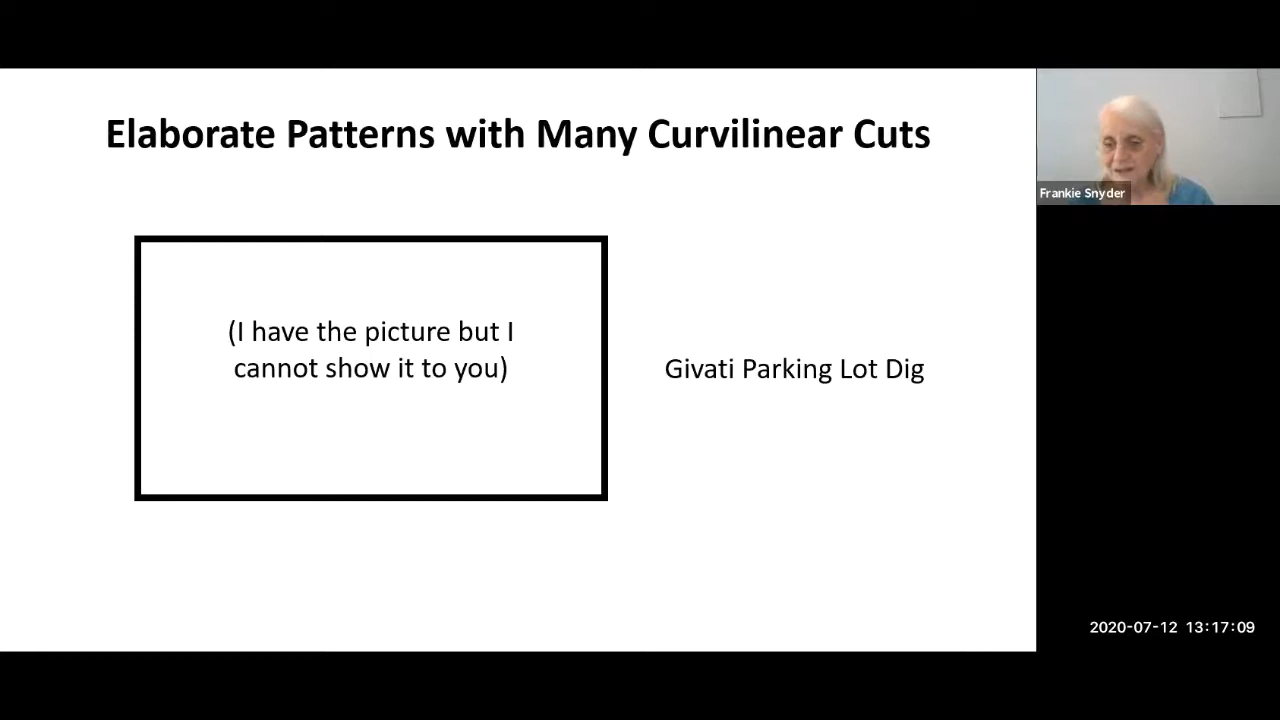 Elaborate Patterns with Many Curvilinear Cuts
Frankie Snyder
(I have the picture but I
cannot show it to you)
Givati Parking Lot Dig
2020-07-12 13:17:09